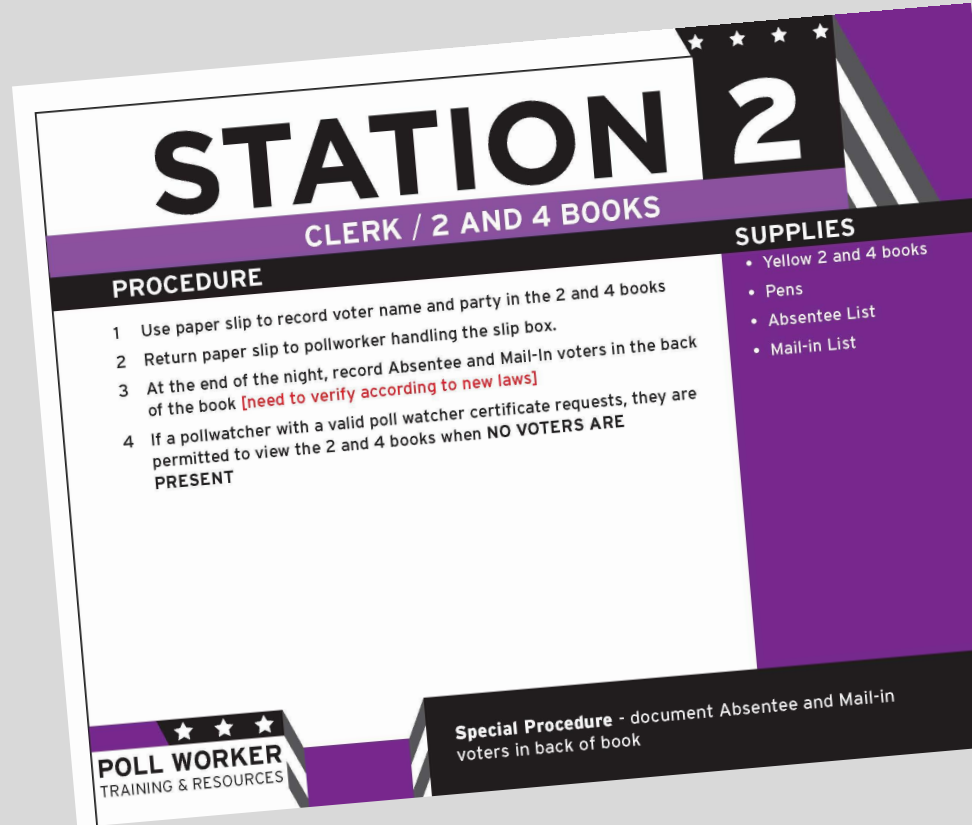 STATION 2
CLERK / 2 AND 4 BOOKS
PROCEDURE
1 Use paper slip to record voter name and party in the 2 and 4 books
2 Return paper slip to pollworker handling the slip box.
3 At the end of the night, record Absentee and Mail-In voters in the back
of the book [need to verify according to new laws]
4 If a pollwatcher with a valid poll watcher certificate requests, they are
permitted to view the 2 and 4 books when NO VOTERS ARE
PRESENT
SUPPLIES
• Yellow 2 and 4 books
• Pens
• Absentee List
• Mail-in List
POLL WORKER
TRAINING & RESOURCES
Special Procedure - document Absentee and Mail-in
voters in back of book